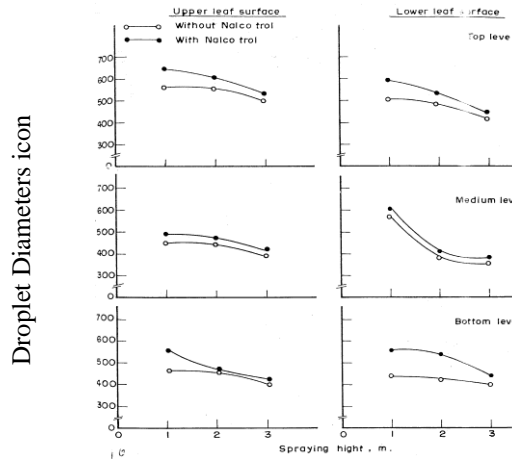 Upper leaf surface
Lower leaf surface
Without Nalco trol
With Nalco trol
Top leve
700
600
500
400
300
0
Droplet Diameters icon
Medium lev
700
600
500
400
300
0
Bottom leve
700
600
500
400
0
0 1 2 3
0 1 2 3
Spraying hight, m.